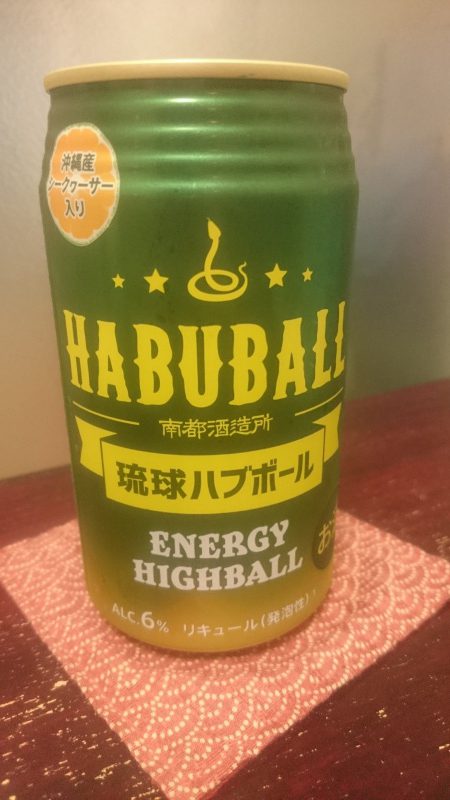 沖縄産
シークヮーサー
入り
HABUBALL
南都酒造所
琉球ハブボール
ENERGY
HIGHBALL
お
ALC.6% リキュール(発泡性)